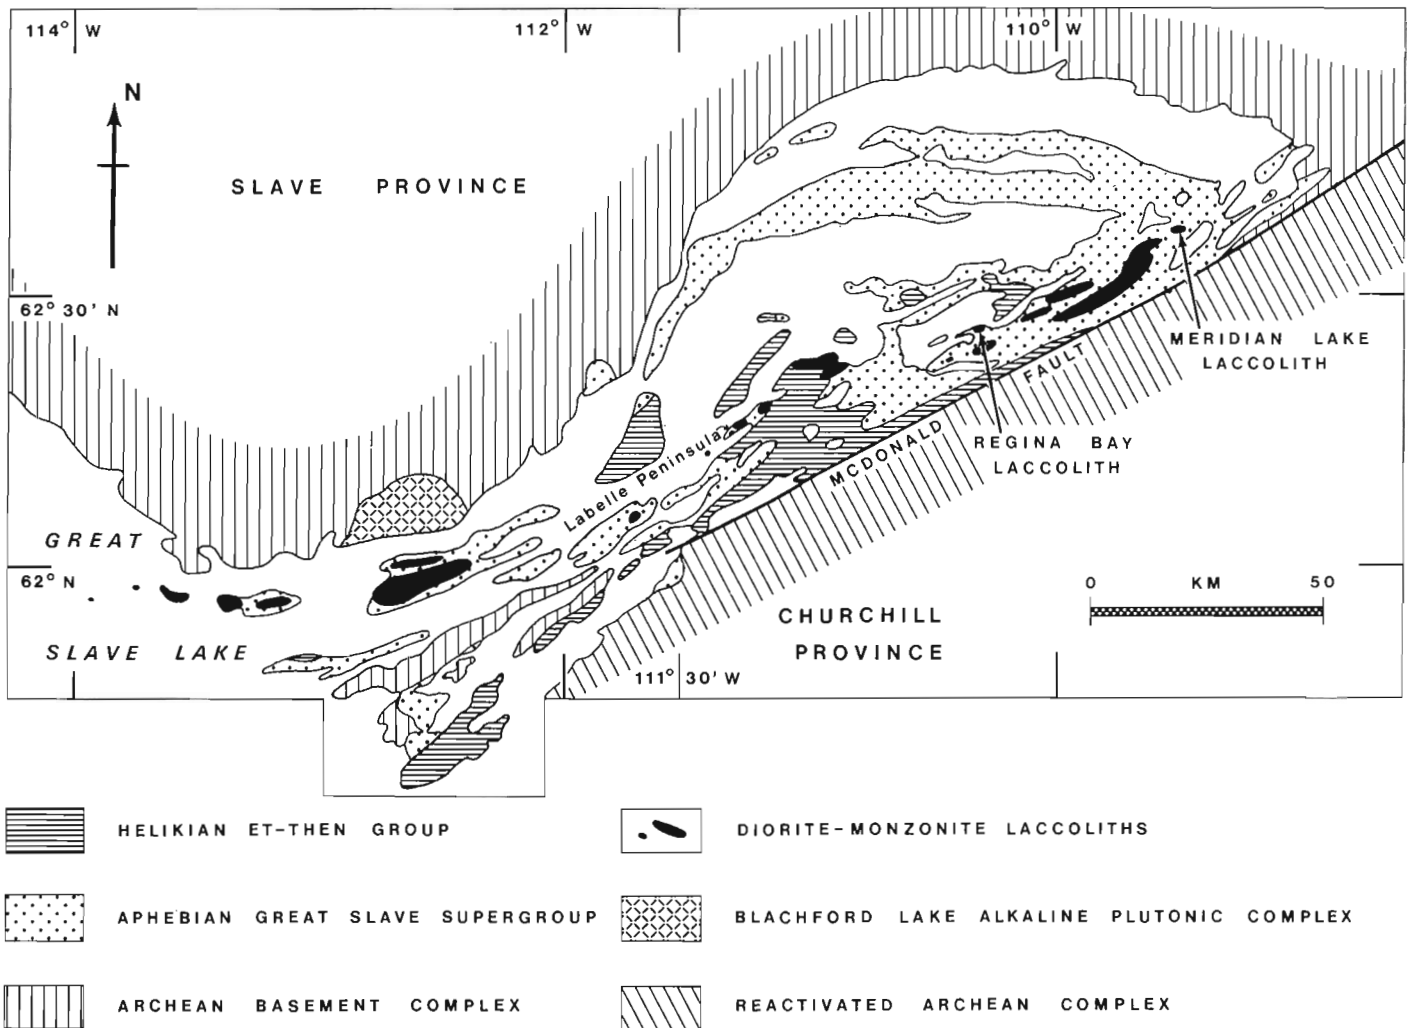 114° W
112° W
110° W
N
SLAVE PROVINCE
62° 30' N
MERIDIAN LAKE
LACCOLITH
FAULT
MCDONALD
REGINA BAY
LACCOLITH
Labelle Peninsula
GREAT
62° N
SLAVE LAKE
0 KM 50
CHURCHILL
PROVINCE
111° 30' W
HELIKIAN ET-THEN GROUP
DIORITE-MONZONITE LACCOLITHS
APHEBIAN GREAT SLAVE SUPERGROUP
BLACHFORD LAKE ALKALINE PLUTONIC COMPLEX
ARCHEAN BASEMENT COMPLEX
REACTIVATED ARCHEAN COMPLEX